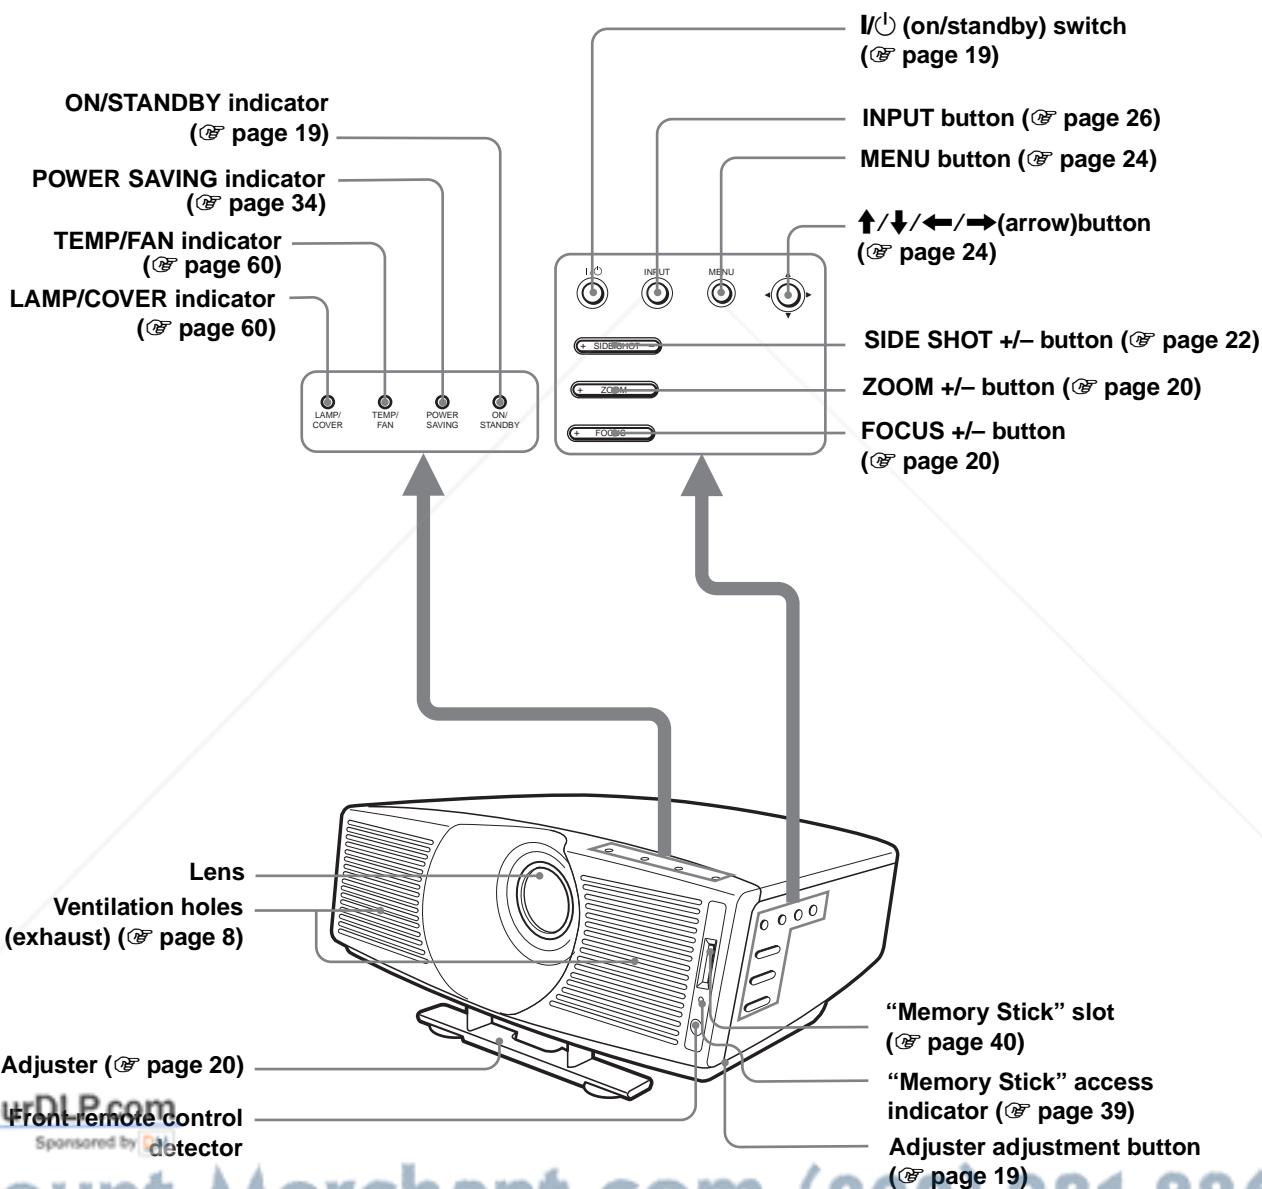 I/⏻ (on/standby) switch
(☞ page 19)
ON/STANDBY indicator
(☞ page 19)
INPUT button (☞ page 26)
MENU button (☞ page 24)
POWER SAVING indicator
(☞ page 34)
↑/↓/←/→(arrow)button
(☞ page 24)
TEMP/FAN indicator
(☞ page 60)
LAMP/COVER indicator
(☞ page 60)
I/⏻ INPUT MENU
SIDE SHOT +/– button (☞ page 22)
+ SIDE SHOT –
ZOOM +/– button (☞ page 20)
+ ZOOM
FOCUS +/– button
(☞ page 20)
+ FOCUS
LAMP/
COVER
TEMP/
FAN
POWER
SAVING
ON/
STANDBY
Lens
Ventilation holes
(exhaust) (☞ page 8)
“Memory Stick” slot
(☞ page 40)
Adjuster (☞ page 20)
“Memory Stick” access
indicator (☞ page 39)
Front remote control
detector
Adjuster adjustment button
(☞ page 19)
urDLP.com
Sponsored by